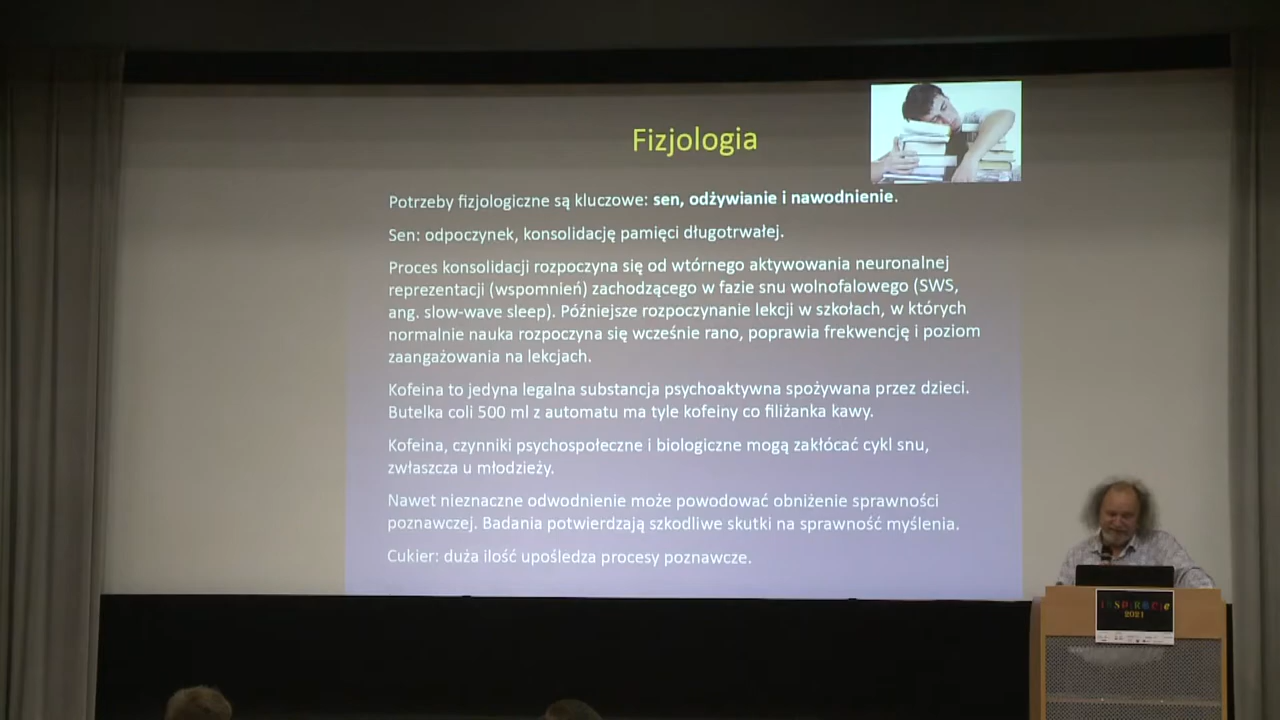 Fizjologia
Potrzeby fizjologiczne są kluczowe: sen, odżywianie i nawodnienie.
Sen: odpoczynek, konsolidację pamięci długotrwałej.
Proces konsolidacji rozpoczyna się od wtórnego aktywowania neuronalnej
reprezentacji (wspomnień) zachodzącego w fazie snu wolnofalowego (SWS,
ang. slow-wave sleep). Późniejsze rozpoczynanie lekcji w szkołach, w których
normalnie nauka rozpoczyna się wcześnie rano, poprawia frekwencję i poziom
zaangażowania na lekcjach.
Kofeina to jedyna legalna substancja psychoaktywna spożywana przez dzieci.
Butelka coli 500 ml z automatu ma tyle kofeiny co filiżanka kawy.
Kofeina, czynniki psychospołeczne i biologiczne mogą zakłócać cykl snu,
zwłaszcza u młodzieży.
Nawet nieznaczne odwodnienie może powodować obniżenie sprawności
poznawczej. Badania potwierdzają szkodliwe skutki na sprawność myślenia.
Cukier: duża ilość upośledza procesy poznawcze.
INSPIRACJE
2021